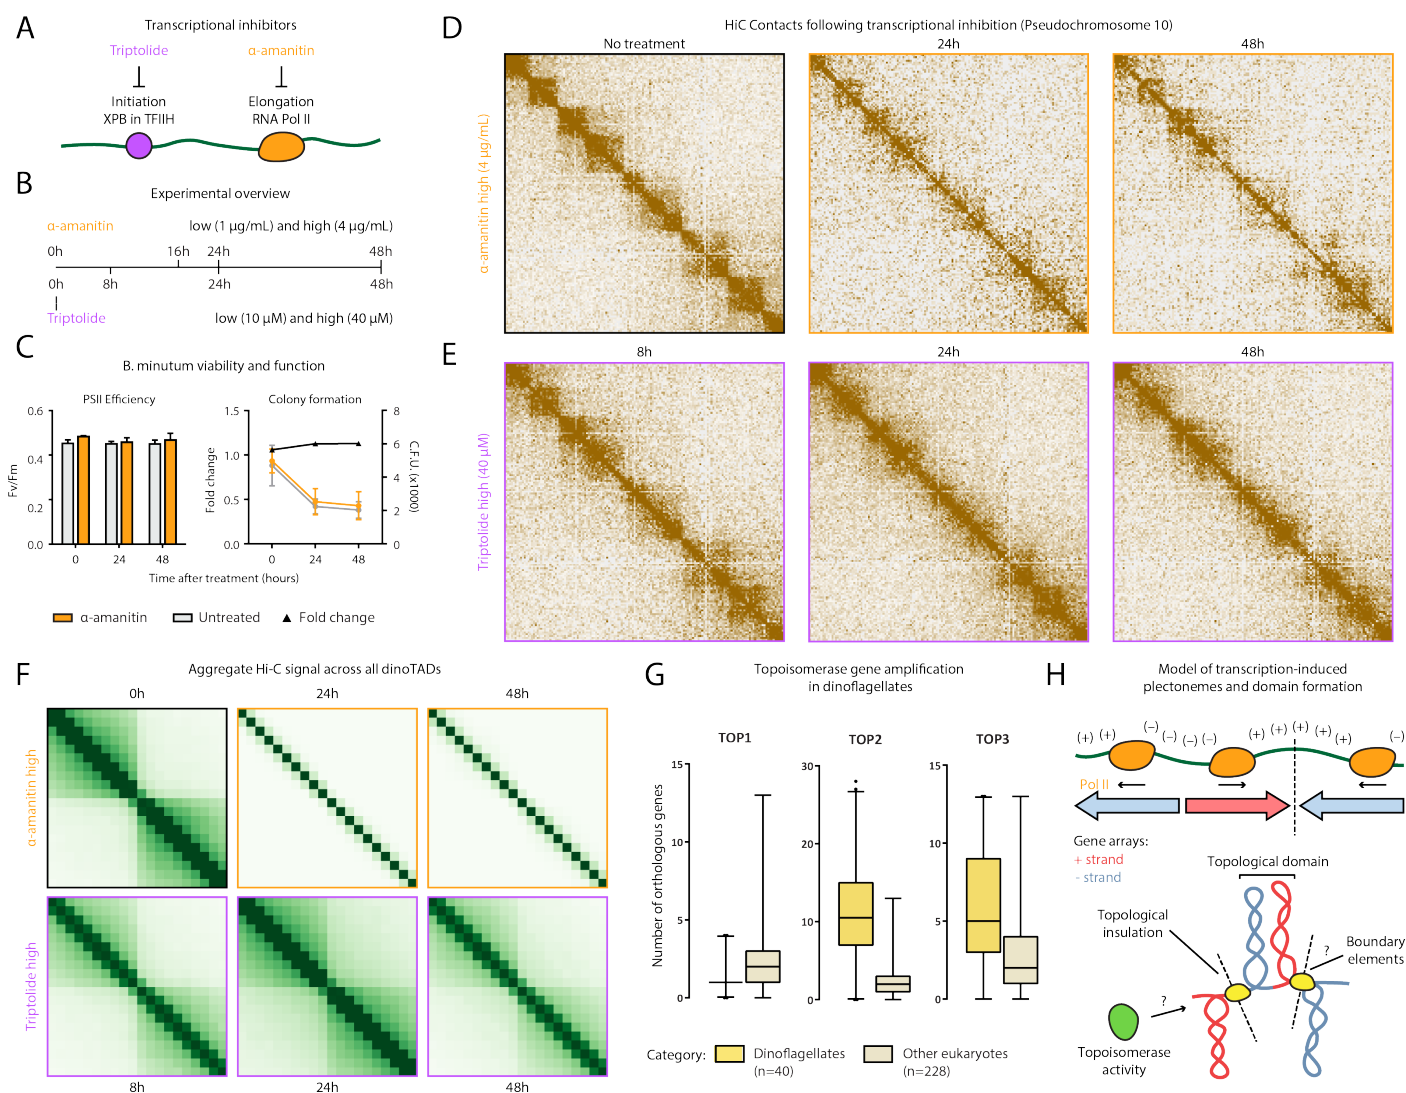 A
Transcriptional inhibitors
Triptolide
α-amanitin
Initiation
XPB in TFIIH
Elongation
RNA Pol II
B
Experimental overview
α-amanitin
low (1 µg/mL) and high (4 µg/mL)
0h 16h 24h 48h
0h 8h 24h 48h
Triptolide
low (10 µM) and high (40 µM)
C
B. minutum viability and function
PSII Efficiency
Fv/Fm
0.6
0.4
0.2
0.0
0 24 48
Colony formation
Fold change
1.5
1.0
0.5
0.0
8
6
4
2
0
C.F.U. (x1000)
0 24 48
Time after treatment (hours)
α-amanitin
Untreated
Fold change
D
HiC Contacts following transcriptional inhibition (Pseudochromosome 10)
No treatment
24h
48h
α-amanitin high (4 µg/mL)
E
8h
24h
48h
Triptolide high (40 µM)
F
Aggregate Hi-C signal across all dinoTADs
0h
24h
48h
α-amanitin high
Triptolide high
8h
24h
48h
G
Topoisomerase gene amplification
in dinoflagellates
Number of orthologous genes
TOP1
15
10
5
0
TOP2
30
20
10
0
TOP3
15
10
5
0
Category:
Dinoflagellates
(n=40)
Other eukaryotes
(n=228)
H
Model of transcription-induced
plectonemes and domain formation
(+) (+) (−) (−) (−) (−) (+) (+) (+) (+) (+) (−)
Pol II
Gene arrays:
+ strand
- strand
Topological domain
Topological
insulation
?
Boundary
elements
?
Topoisomerase
activity